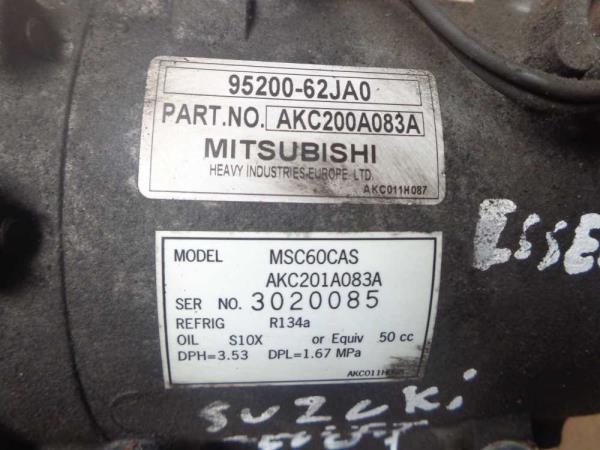 95200-62JA0
PART.NO. AKC200A083A
MITSUBISHI
HEAVY INDUSTRIES-EUROPE LTD.
AKC011H087
MODEL MSC60CAS
AKC201A083A
SER NO. 3020085
REFRIG R134a
OIL S10X or Equiv 50 cc
DPH=3.53 DPL=1.67 MPa
SUZUKi